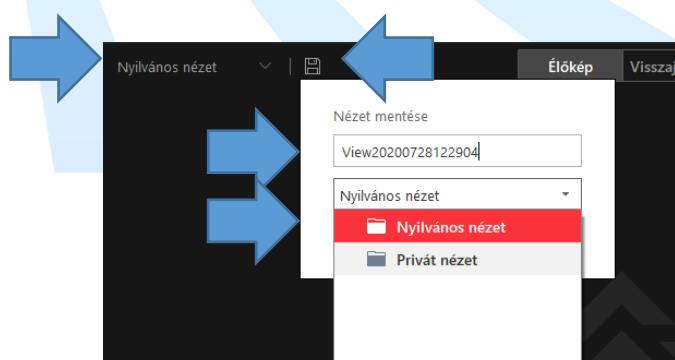 Nyilvános nézet
Élőkép
Visszaj
Nézet mentése
View20200728122904
Nyilvános nézet
Nyilvános nézet
Privát nézet